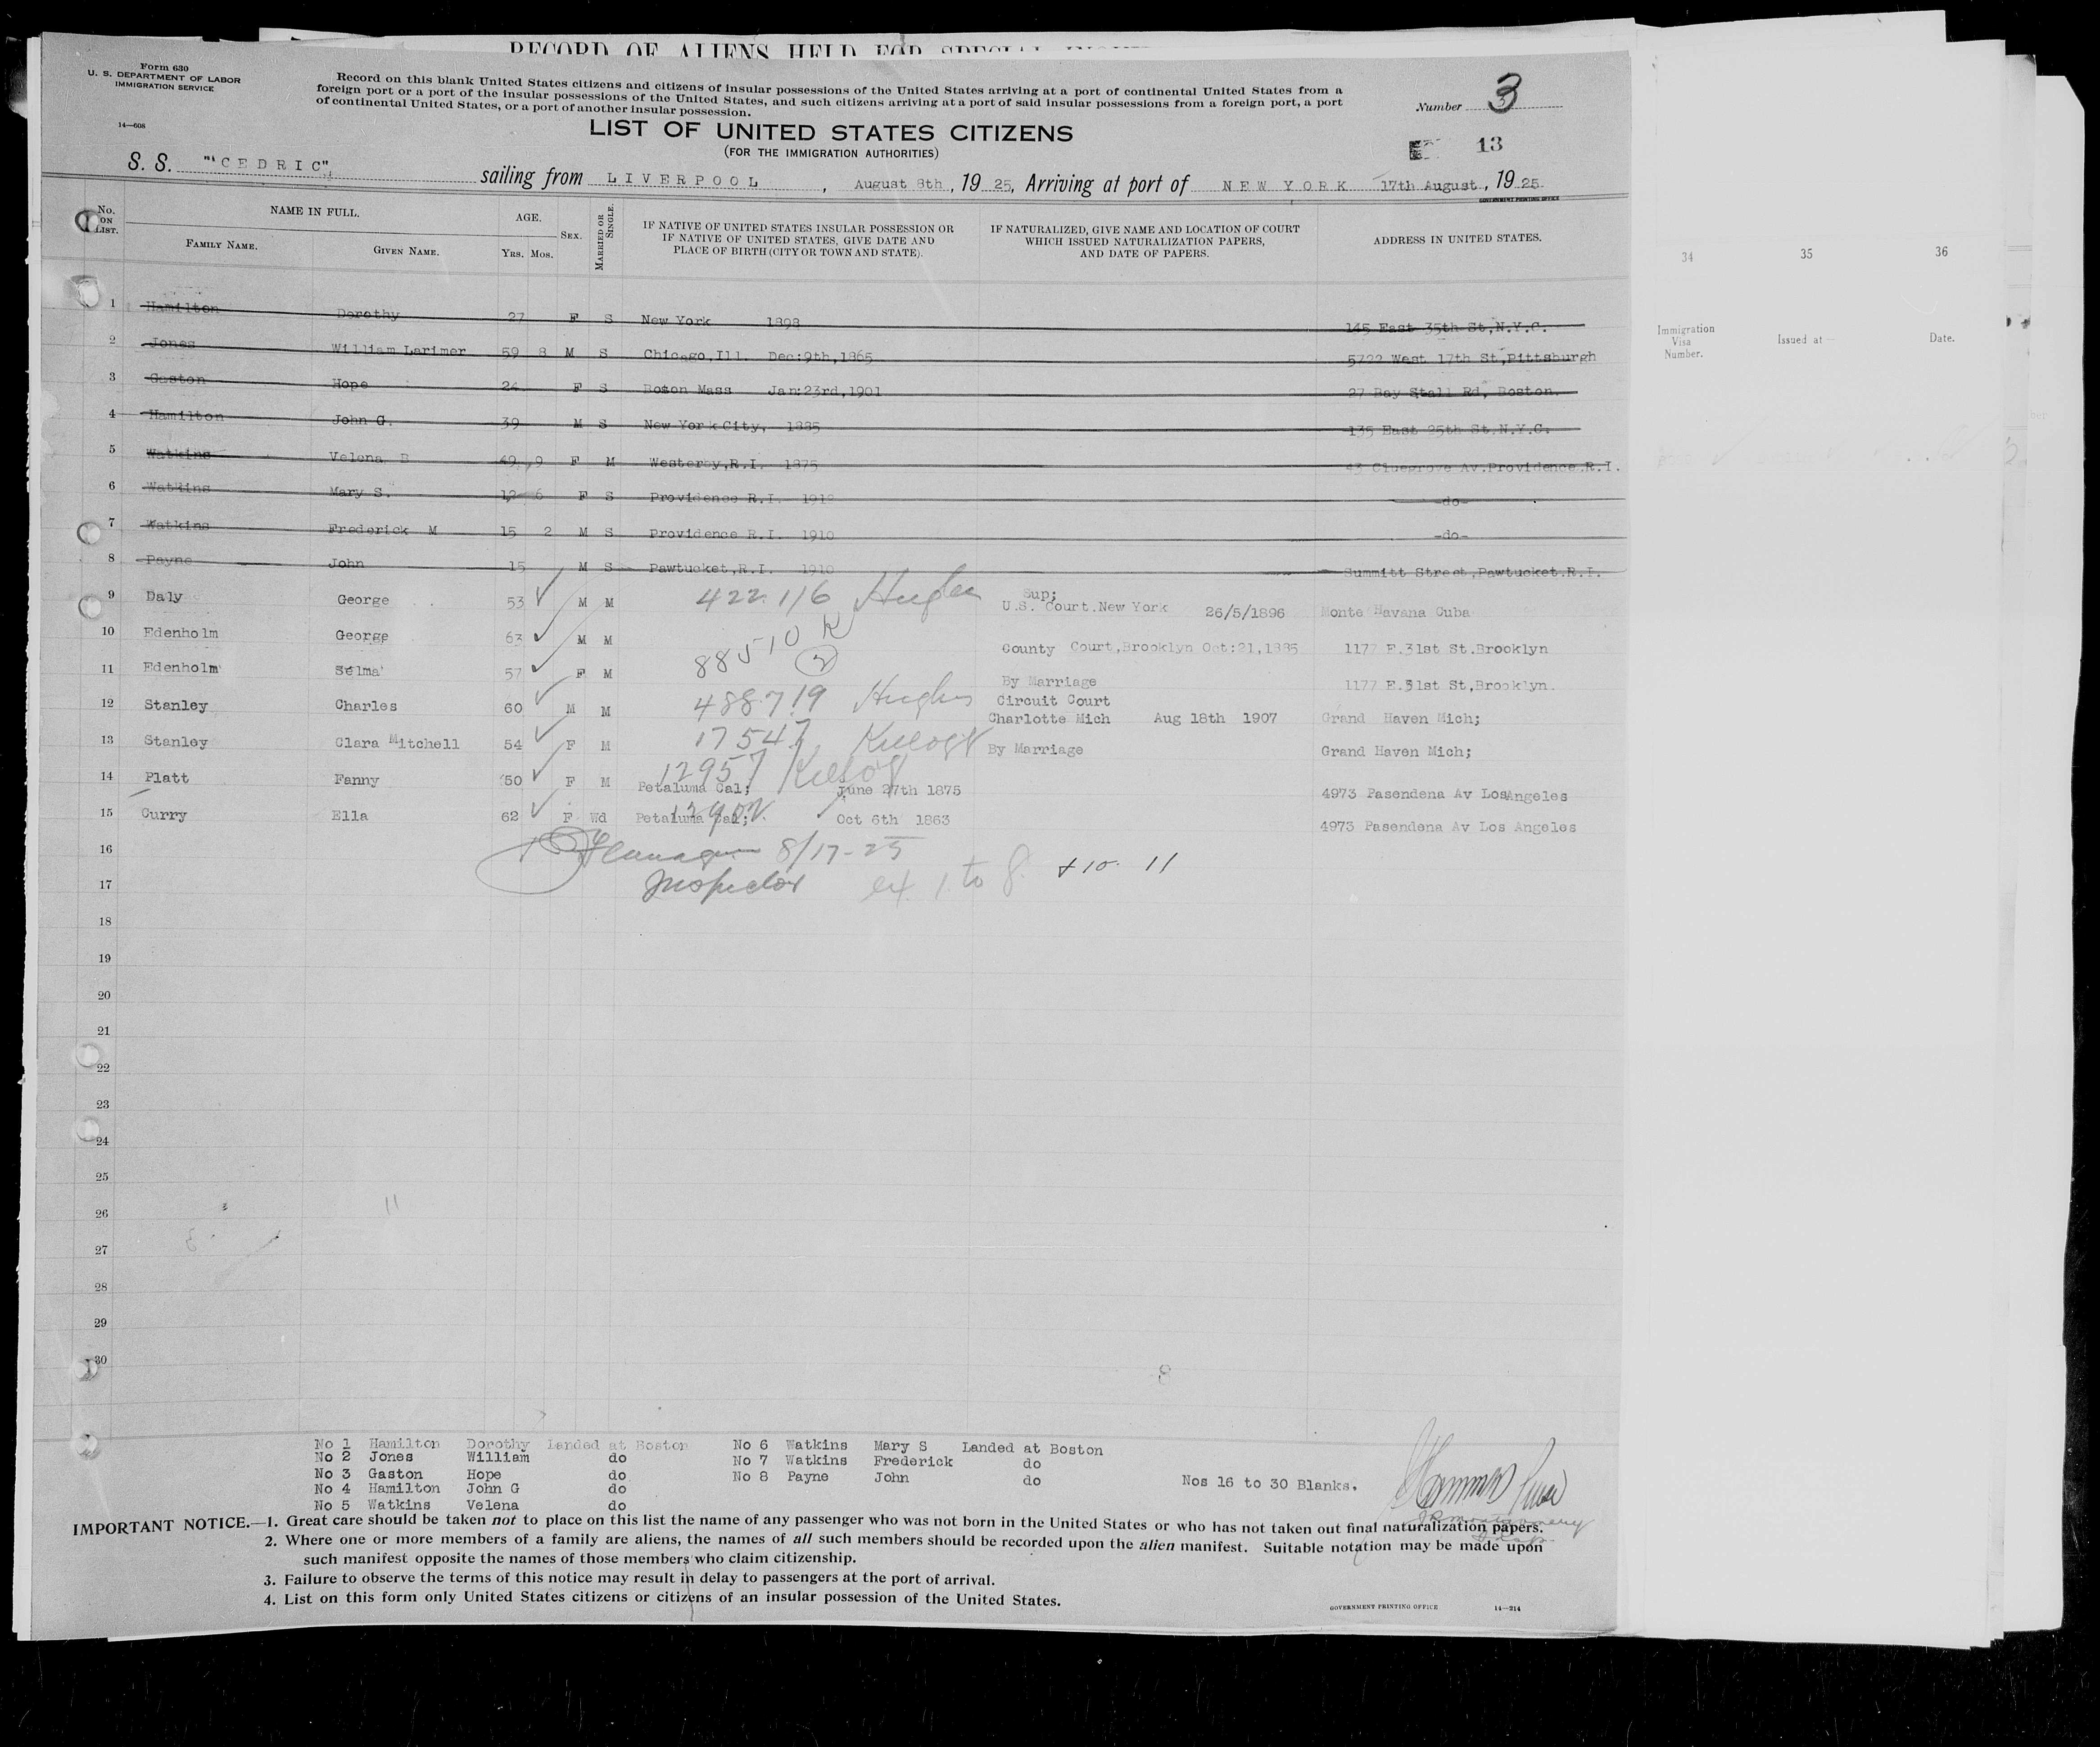 RECORD OF ALIENS HELD FOR SPECIAL
Form 630
U. S. DEPARTMENT OF LABOR
IMMIGRATION SERVICE
14—608
Record on this blank United States citizens and citizens of insular possessions of the United States arriving at a port of continental United States from a
foreign port or a port of the insular possessions of the United States, and such citizens arriving at a port of said insular possessions from a foreign port, a port
of continental United States, or a port of another insular possession.
Number 3
LIST OF UNITED STATES CITIZENS
(FOR THE IMMIGRATION AUTHORITIES)
13
S. S. "CEDRIC", sailing from LIVERPOOL, August 8th, 19 25, Arriving at port of NEW YORK 17th August, 19 25.
GOVERNMENT PRINTING OFFICE
No. ON LIST. NAME IN FULL. FAMILY NAME. GIVEN NAME. AGE. YRS. MOS. SEX. MARRIED OR SINGLE. IF NATIVE OF UNITED STATES INSULAR POSSESSION OR IF NATIVE OF UNITED STATES, GIVE DATE AND PLACE OF BIRTH (CITY OR TOWN AND STATE). IF NATURALIZED, GIVE NAME AND LOCATION OF COURT WHICH ISSUED NATURALIZATION PAPERS, AND DATE OF PAPERS. ADDRESS IN UNITED STATES.
34 35 36
Immigration Visa Number. Issued at— Date.
1 Hamilton Dorothy 27 F S New York 1898 145 East 35th St,N.Y.C.
2 Jones William Larimer 59 8 M S Chicago,Ill. Dec:9th,1865 5722 West 17th St,Pittsburgh
3 Gaston Hope 24 F S Boston Mass Jan:23rd,1901 27 Bay Stall Rd, Boston.
4 Hamilton John G. 39 M S New York City, 1885 135 East 25th St.N.Y.C.
5 Watkins Velena B 49 9 F M Westerey,R.I. 1875 Av.Providence.R.I.
6 Watkins Mary S. 12 6 F S Providence R.I. -do-
7 Watkins Frederick M 15 2 M S Providence R.I. 1910 -do-
8 Payne John 15 M S Pawtucket,R.I. 1910 Summitt Street,Pawtucket.R.I.
9 Daly George 53 M M 422116 Hughes Sup; U.S. Court.New York 26/5/1896 Monte Havana Cuba
10 Edenholm George 63 M M 88510 K County Court,Brooklyn Oct:21,1885 1177 E.31st St.Brooklyn
11 Edenholm Selma 57 F M 2 By Marriage 1177 E.31st St,Brooklyn.
12 Stanley Charles 60 M M 488719 Hughes Circuit Court Charlotte Mich Aug 18th 1907 Grand Haven Mich;
13 Stanley Clara Mitchell 54 F M 17547 Kellogg By Marriage Grand Haven Mich;
14 Platt Fanny 50 F M 12957 Kellogg Petaluma Cal; June 27th 1875 4973 Pasendena Av LosAngeles
15 Curry Ella 62 F Wd Petaluma Cal; Oct 6th 1863 4973 Pasendena Av Los Angeles
16 Flanagan 8/17-25
17 Inspector ex. 1 to 8. + 10. 11
18
19
20
21
22
23
24
25
26
27
28
29
30
No 1 Hamilton Dorothy Landed at Boston No 6 Watkins Mary S Landed at Boston
No 2 Jones William do No 7 Watkins Frederick do
No 3 Gaston Hope do No 8 Payne John do Nos 16 to 30 Blanks.
No 4 Hamilton John G do
No 5 Watkins Velena do
IMPORTANT NOTICE.—1. Great care should be taken not to place on this list the name of any passenger who was not born in the United States or who has not taken out final naturalization papers.
2. Where one or more members of a family are aliens, the names of all such members should be recorded upon the alien manifest. Suitable notation may be made upon
such manifest opposite the names of those members who claim citizenship.
3. Failure to observe the terms of this notice may result in delay to passengers at the port of arrival.
4. List on this form only United States citizens or citizens of an insular possession of the United States.
GOVERNMENT PRINTING OFFICE 14—214